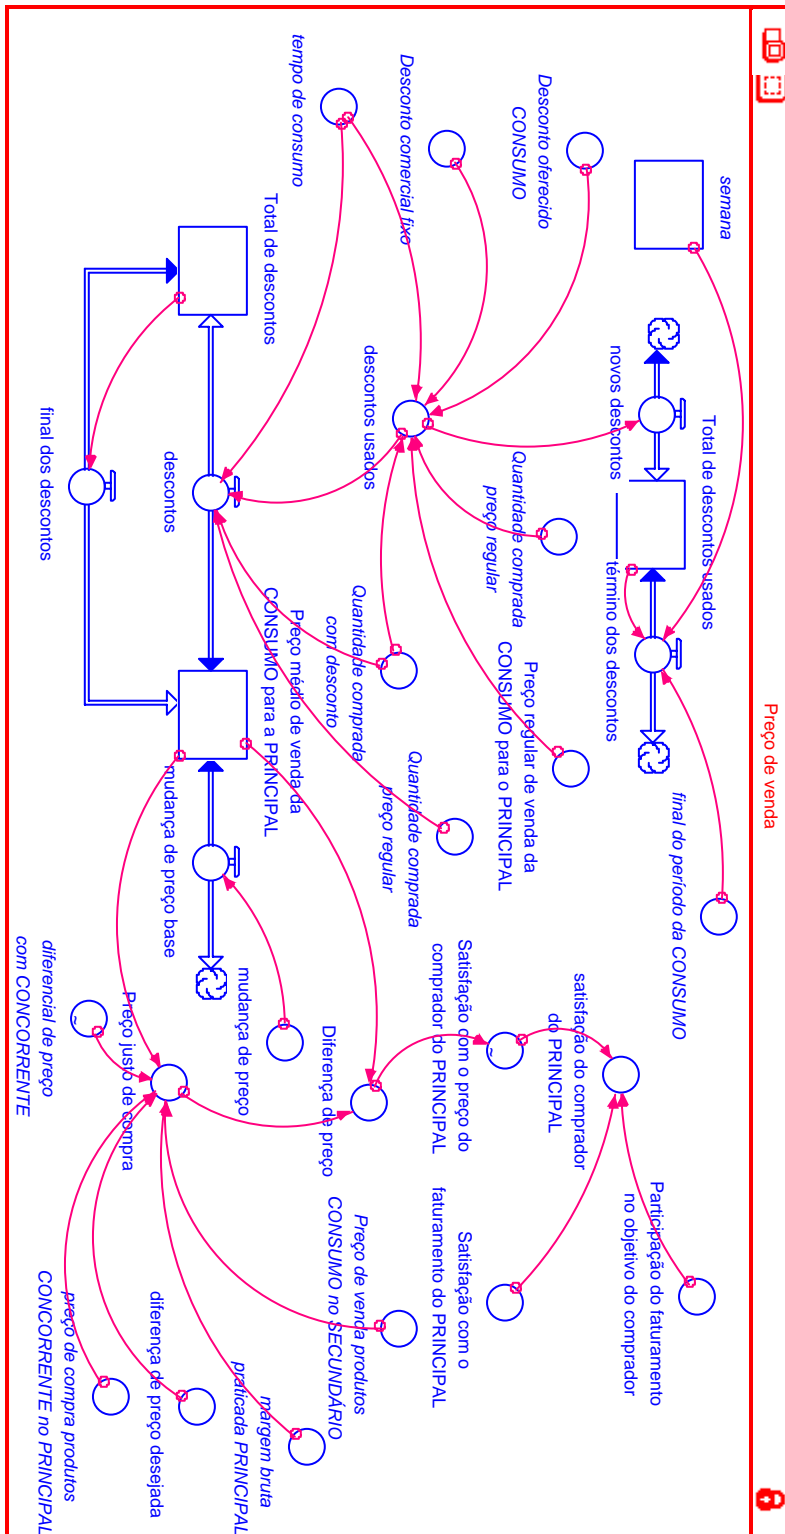 Preço de venda
semana
Desconto oferecido
CONSUMO
Desconto comercial fixo
tempo de consumo
Total de descontos usados
novos descontos
término dos descontos
final do período da CONSUMO
descontos usados
Quantidade comprada
preço regular
Preço regular de venda da
CONSUMO para o PRINCIPAL
Total de descontos
descontos
final dos descontos
Quantidade comprada
com desconto
Quantidade comprada
preço regular
Preço médio de venda da
CONSUMO para a PRINCIPAL
mudança de preço base
mudança de preço
satisfação do comprador
do PRINCIPAL
Participação do faturamento
no objetivo do comprador
Satisfação com o preço do
comprador do PRINCIPAL
Satisfação com o
faturamento do PRINCIPAL
Diferença de preço
Preço de venda produtos
CONSUMO no SECUNDÁRIO
Preço justo de compra
margem bruta
praticada PRINCIPAL
diferença de preço desejada
diferencial de preço
com CONCORRENTE
preço de compra produtos
CONCORRENTE no PRINCIPAL